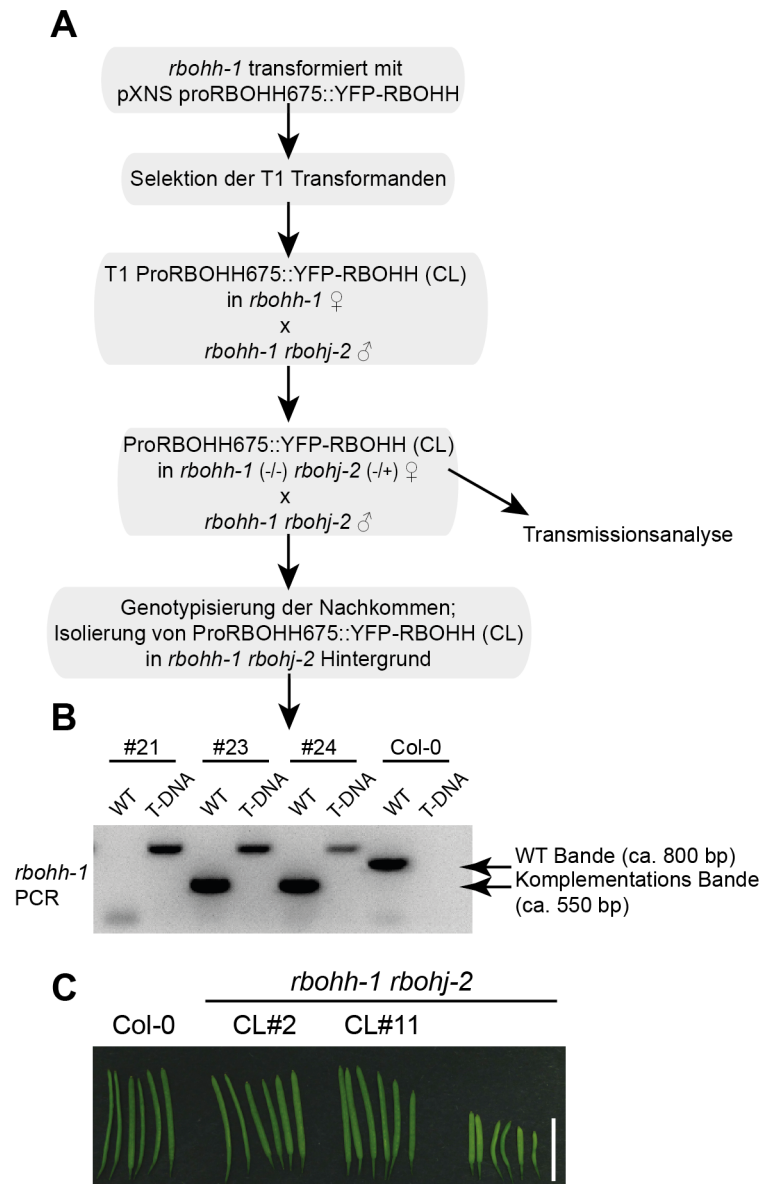 A
rbohh-1 transformiert mit
pXNS proRBOHH675::YFP-RBOHH
Selektion der T1 Transformanden
T1 ProRBOHH675::YFP-RBOHH (CL)
in rbohh-1 ♀
x
rbohh-1 rbohj-2 ♂
ProRBOHH675::YFP-RBOHH (CL)
in rbohh-1 (-/-) rbohj-2 (-/+) ♀
x
rbohh-1 rbohj-2 ♂
Transmissionsanalyse
Genotypisierung der Nachkommen;
Isolierung von ProRBOHH675::YFP-RBOHH (CL)
in rbohh-1 rbohj-2 Hintergrund
B
#21 #23 #24 Col-0
WT T-DNA WT T-DNA WT T-DNA WT T-DNA
rbohh-1
PCR
WT Bande (ca. 800 bp)
Komplementations Bande
(ca. 550 bp)
C
rbohh-1 rbohj-2
Col-0 CL#2 CL#11